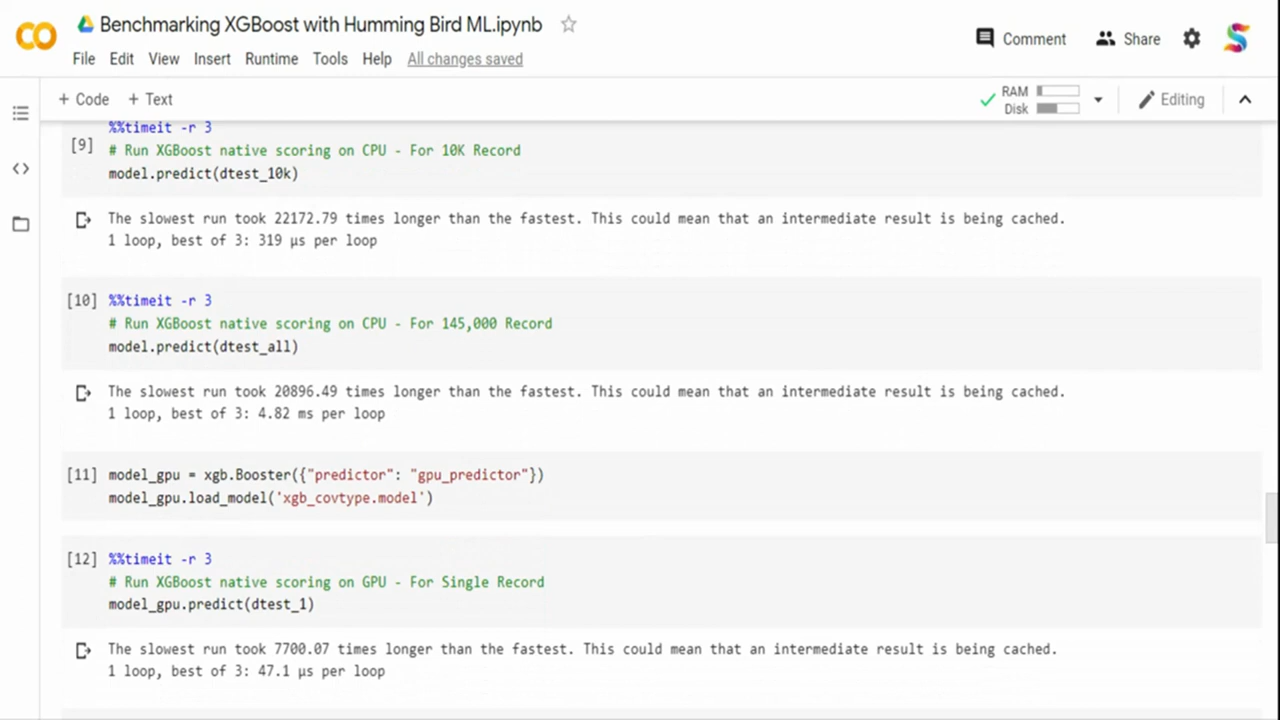 Benchmarking XGBoost with Humming Bird ML.ipynb
File Edit View Insert Runtime Tools Help All changes saved
Comment Share
+ Code + Text
RAM
Disk
Editing
%%timeit -r 3
[9]
# Run XGBoost native scoring on CPU - For 10K Record
model.predict(dtest_10k)
The slowest run took 22172.79 times longer than the fastest. This could mean that an intermediate result is being cached.
1 loop, best of 3: 319 µs per loop
[10] %%timeit -r 3
# Run XGBoost native scoring on CPU - For 145,000 Record
model.predict(dtest_all)
The slowest run took 20896.49 times longer than the fastest. This could mean that an intermediate result is being cached.
1 loop, best of 3: 4.82 ms per loop
[11] model_gpu = xgb.Booster({"predictor": "gpu_predictor"})
model_gpu.load_model('xgb_covtype.model')
[12] %%timeit -r 3
# Run XGBoost native scoring on GPU - For Single Record
model_gpu.predict(dtest_1)
The slowest run took 7700.07 times longer than the fastest. This could mean that an intermediate result is being cached.
1 loop, best of 3: 47.1 µs per loop